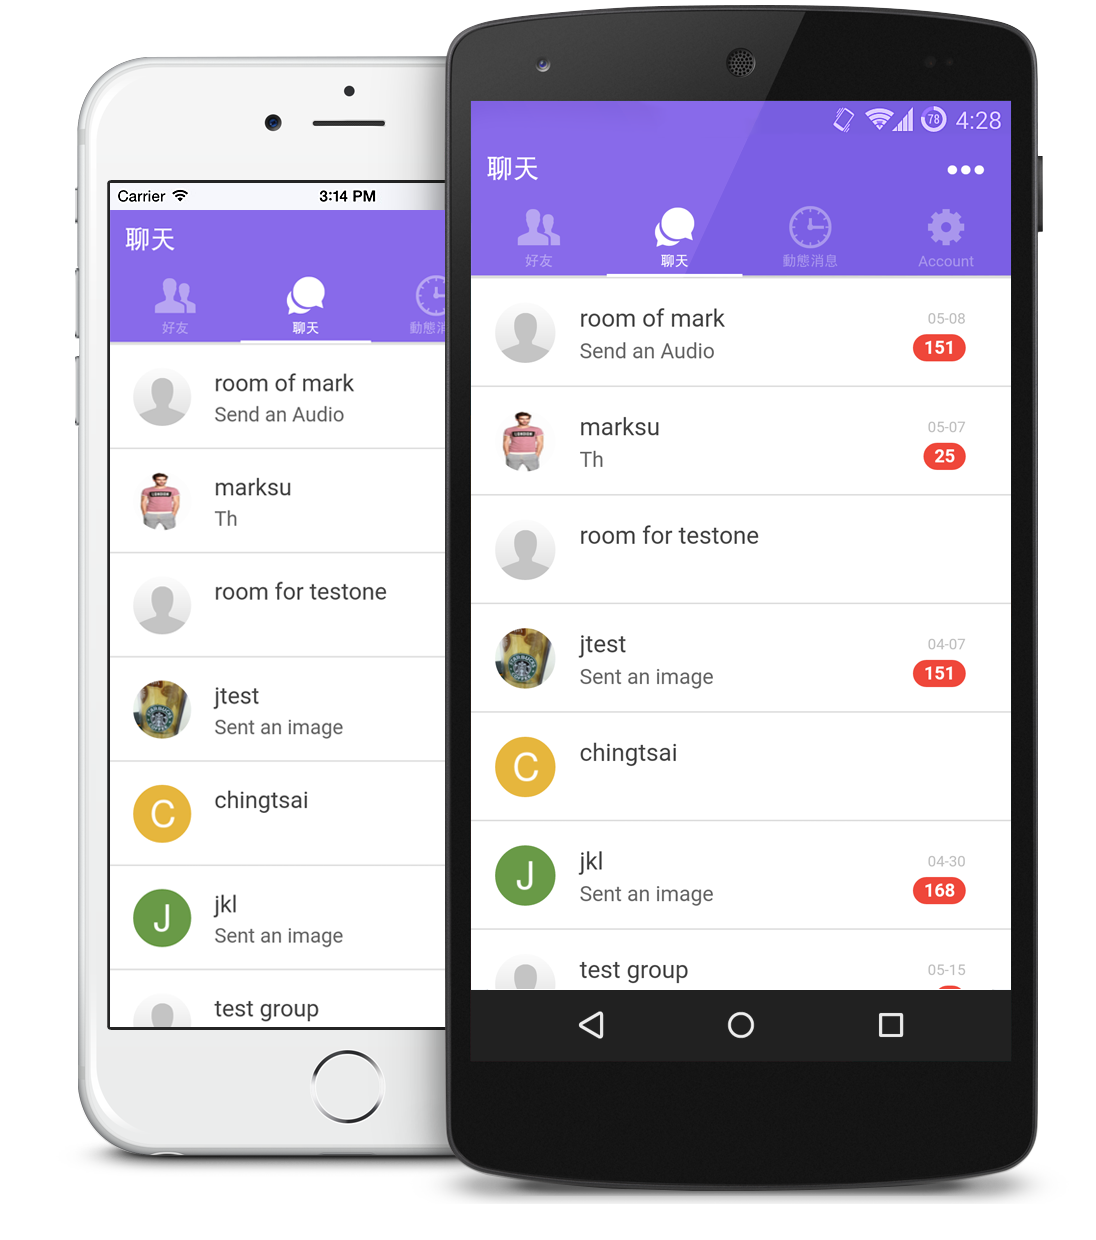 Carrier
3:14 PM
聊天
好友
聊天
動態消
room of mark
Send an Audio
marksu
Th
room for testone
jtest
Sent an image
chingtsai
C
J
jkl
Sent an image
test group
78
4:28
聊天
好友
聊天
動態消息
Account
room of mark
05-08
Send an Audio
151
marksu
05-07
Th
25
room for testone
jtest
04-07
Sent an image
151
C
chingtsai
J
jkl
04-30
Sent an image
168
test group
05-15